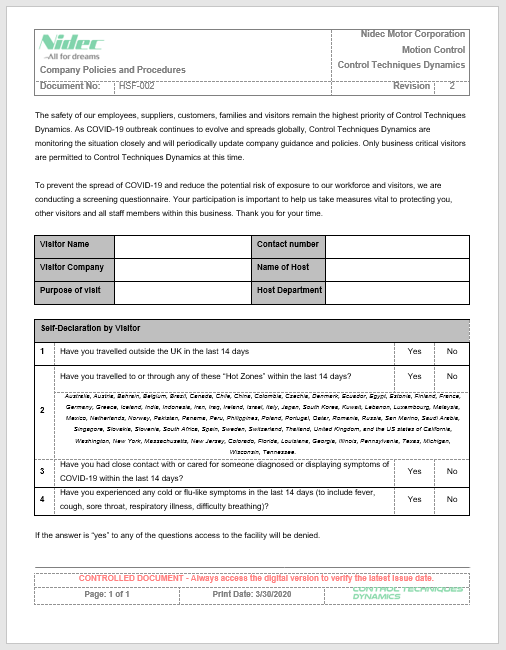 Nidec
-All for dreams
Nidec Motor Corporation
Motion Control
Control Techniques Dynamics
Company Policies and Procedures
Document No: HSF-002 Revision 2
The safety of our employees, suppliers, customers, families and visitors remain the highest priority of Control Techniques
Dynamics. As COVID-19 outbreak continues to evolve and spreads globally, Control Techniques Dynamics are
monitoring the situation closely and will periodically update company guidance and policies. Only business critical visitors
are permitted to Control Techniques Dynamics at this time.
To prevent the spread of COVID-19 and reduce the potential risk of exposure to our workforce and visitors, we are
conducting a screening questionnaire. Your participation is important to help us take measures vital to protecting you,
other visitors and all staff members within this business. Thank you for your time.
Visitor Name Contact number
Visitor Company Name of Host
Purpose of visit Host Department
Self-Declaration by Visitor
1 Have you travelled outside the UK in the last 14 days Yes No
Have you travelled to or through any of these “Hot Zones” within the last 14 days? Yes No
2
Australia, Austria, Bahrein, Belgium, Brazil, Canada, Chile, China, Colombia, Czechie, Denmark, Ecuador, Egypt, Estonia, Finland, France,
Germany, Greece, Iceland, India, Indonesia, Iran, Iraq, Ireland, Israel, Italy, Japan, South Korea, Kuwait, Lebanon, Luxembourg, Malaysia,
Mexico, Netherlands, Norway, Pakistan, Panama, Peru, Philippines, Poland, Portugal, Qatar, Romania, Russia, San Marino, Saudi Arabia,
Singapore, Slovakia, Slovenia, South Africa, Spain, Sweden, Switzerland, Thailand, United Kingdom, and the US states of California,
Washington, New York, Massachusetts, New Jersey, Colorado, Florida, Louisiana, Georgia, Illinois, Pennsylvania, Texas, Michigan,
Wisconsin, Tennessee.
3 Have you had close contact with or cared for someone diagnosed or displaying symptoms of
COVID-19 within the last 14 days? Yes No
4 Have you experienced any cold or flu-like symptoms in the last 14 days (to include fever,
cough, sore throat, respiratory illness, difficulty breathing)? Yes No
If the answer is “yes” to any of the questions access to the facility will be denied.
CONTROLLED DOCUMENT - Always access the digital version to verify the latest issue date.
Page: 1 of 1 Print Date: 3/30/2020 CONTROL TECHNIQUES
DYNAMICS